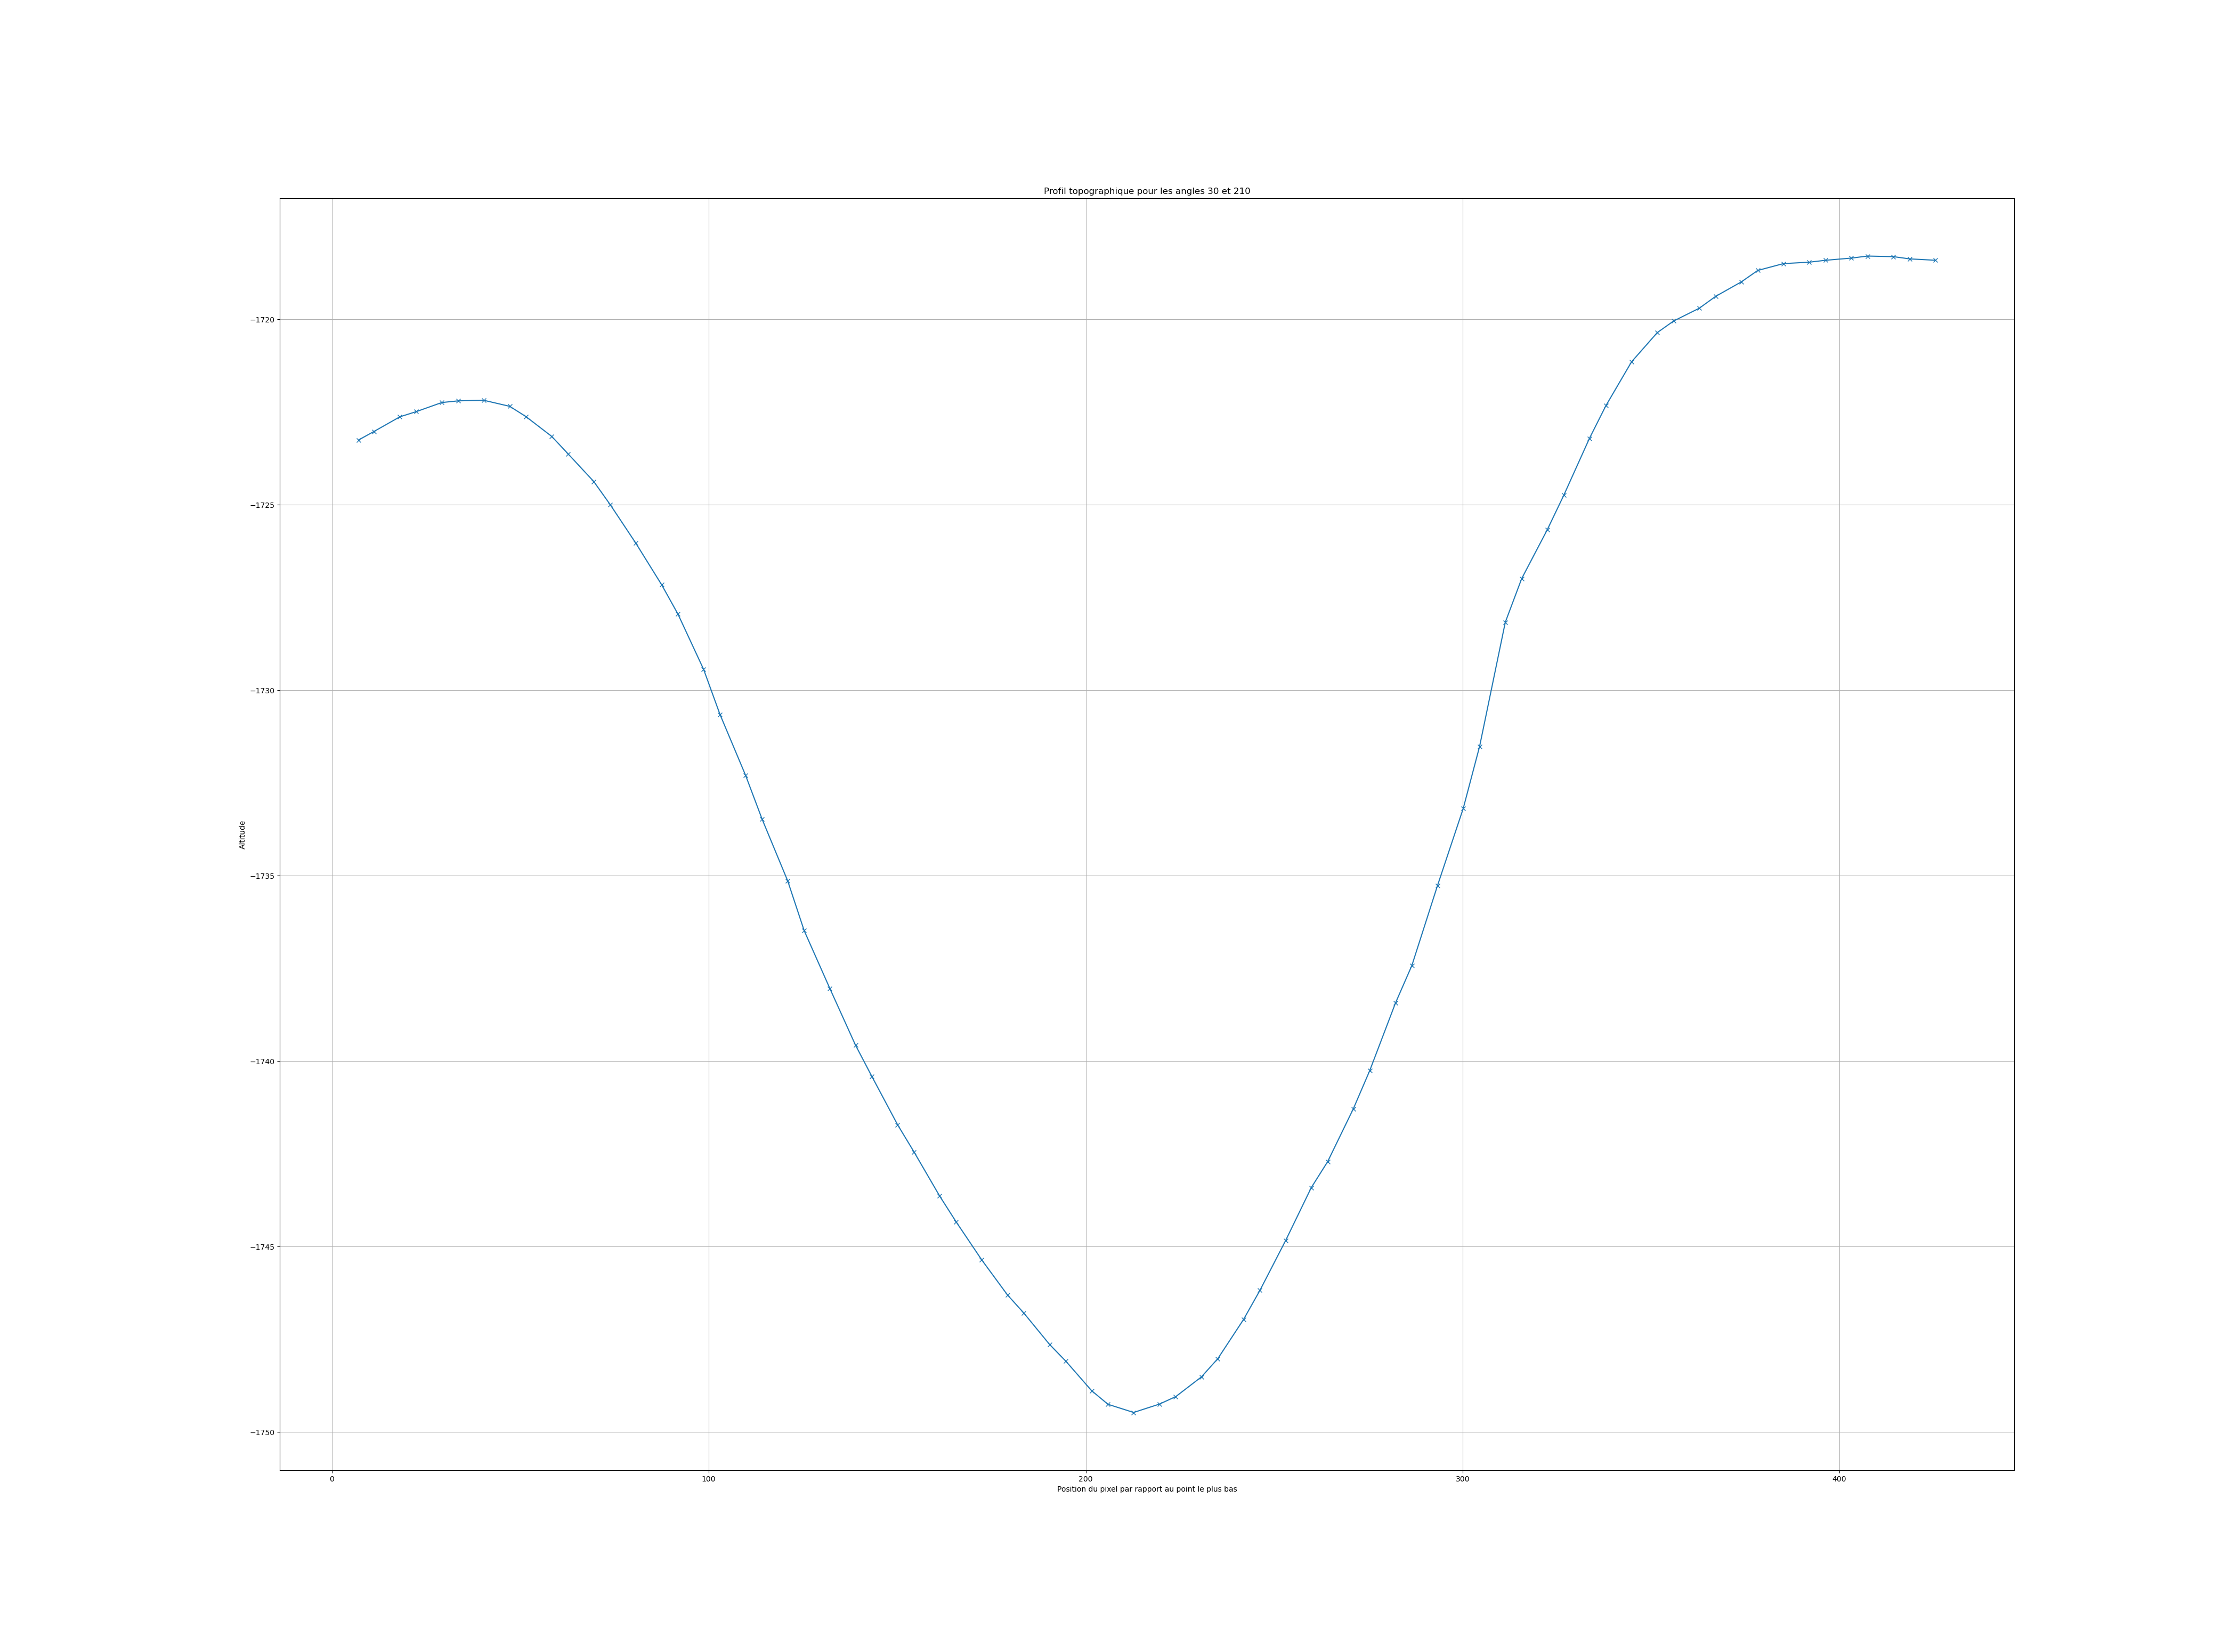 Profil topographique pour les angles 30 et 210
−1720
−1725
−1730
−1735
−1740
−1745
−1750
Altitude
0 100 200 300 400
Position du pixel par rapport au point le plus bas